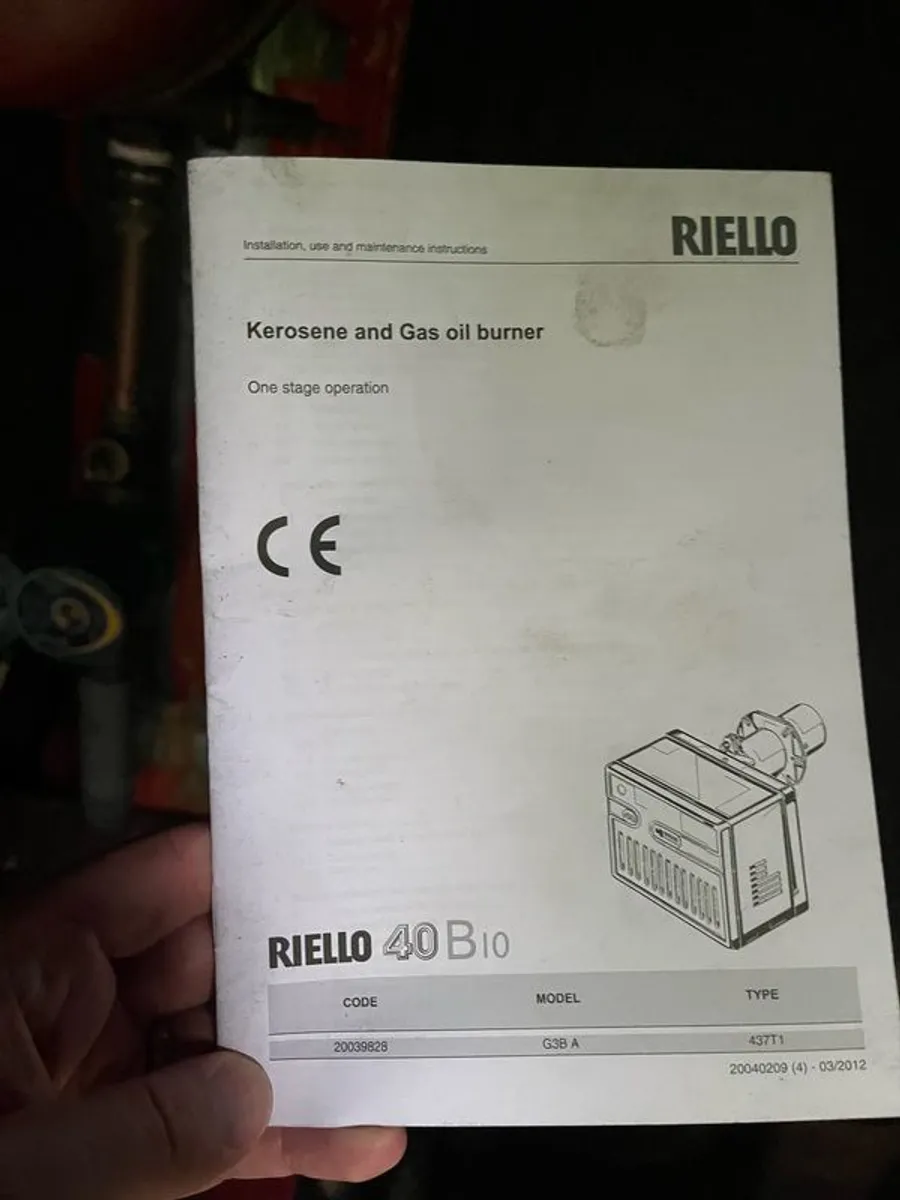 Installation, use and maintenance instructions
RIELLO
Kerosene and Gas oil burner
One stage operation
CE
RIELLO 40 B10
CODE MODEL TYPE
20039828 G3B A 437T1
20040209 (4) - 03/2012